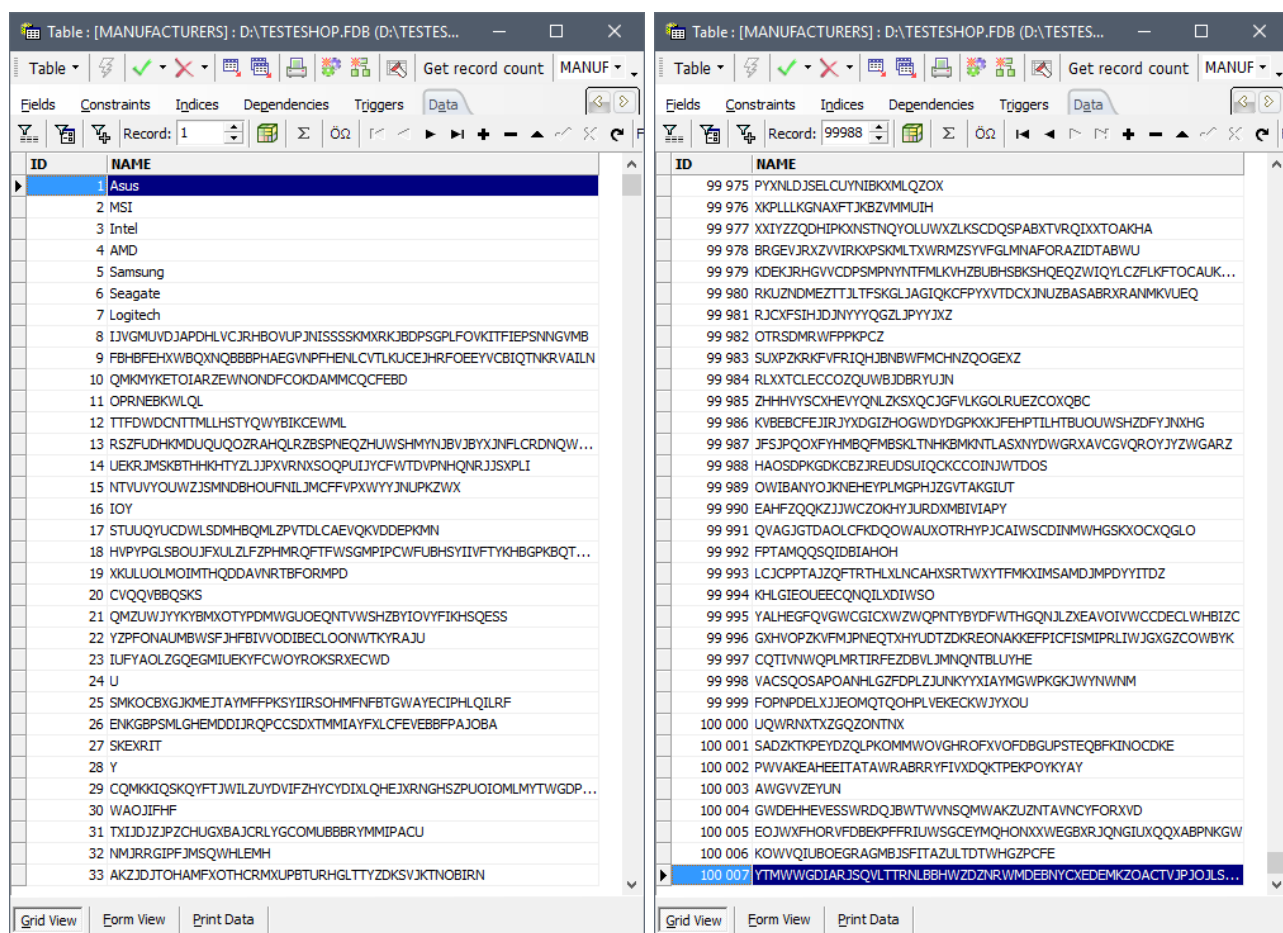 Table : [MANUFACTURERS] : D:\TESTESHOP.FDB (D:\TESTES...
Table Get record count MANUF
Fields Constraints Indices Dependencies Triggers Data
Record: 1 Σ ÖΩ
ID NAME
1 Asus
2 MSI
3 Intel
4 AMD
5 Samsung
6 Seagate
7 Logitech
8 IJVGMUVDJAPDHLVCJRHBOVUPJNISSSSKMXRKJBDPSGPLFOVKITFIEPSNNGVMB
9 FBHBFEHXWBQXNQBBBPHAEGVNPFHENLCVTLKUCEJHRFOEEYVCBIQTNKRVAILN
10 QMKMYKETOIARZEWNONDFCOKDAMMCQCFEBD
11 OPRNEBKWLQL
12 TTFDWDCNTTMLLHSTYQWYBIKCEWML
13 RSZFUDHKMDUQUQOZRAHQLRZBSPNEQZHUWSHMYNJBVJBYXJNFLCRDNQW...
14 UEKRJMSKBTHHKHTYZLJJPXVRNXSOQPUIJYCFWTDVPNHQNRJJSXPLI
15 NTVUVYOUWZJSMNDBHOUFNILJMCFFVPXWYYJNUPKZWX
16 IOY
17 STUUQYUCDWLSDMHBQMLZPVTDLCAEVQKVDDEPKMN
18 HVPYPGLSBOUJFXULZLFZPHMRQFTFWSGMPIPCWFUBHSYIIVFTYKHBGPKBQT...
19 XKULUOLMOIMTHQDDAVNRTBFORMPD
20 CVQQVBBQSKS
21 QMZUWJYYKYBMXOTYPDMWGUOEQNTVWSHZBYIOVYFIKHSQESS
22 YZPFONAUMBWSFJHFBIVVODIBECLOONWTKYRAJU
23 IUFYAOLZGQEGMIUEKYFCWOYROKSRXECWD
24 U
25 SMKOCBXGJKMEJTAYMFFPKSYIIRSOHMFNFBTGWAYECIPHLQILRF
26 ENKGBPSMLGHEMDDIJRQPCCSDXTMMIAYFXLCFEVEBBFPAJOBA
27 SKEXRIT
28 Y
29 CQMKKIQSKQYFTJWILZUYDVIFZHYCYDIXLQHEJXRNGHSZPUOIOMLMYTWGDP...
30 WAOJIFHF
31 TXIJDJZJPZCHUGXBAJCRLYGCOMUBBBRYMMIPACU
32 NMJRRGIPFJMSQWHLEMH
33 AKZJDJTOHAMFXOTHCRMXUPBTURHGLTTYZDKSVJKTNOBIRN
Grid View Form View Print Data
Table : [MANUFACTURERS] : D:\TESTESHOP.FDB (D:\TESTES...
Table Get record count MANUF
Fields Constraints Indices Dependencies Triggers Data
Record: 99988 Σ ÖΩ
ID NAME
99 975 PYXNLDJSELCUYNIBKXMLQZOX
99 976 XKPLLLKGNAXFTJKBZVMMUIH
99 977 XXIYZZQDHIPKXNSTNQYOLUWXZLKSCDQSPABXTVRQIXXTOAKHA
99 978 BRGEVJRXZVVIRKXPSKMLTXWRMZSYVFGLMNAFORAZIDTABWU
99 979 KDEKJRHGVVCDPSMPNYNTFMLKVHZBUBHSBKSHQEQZWIQYLCZFLKFTOCAUK...
99 980 RKUZNDMEZTTJLTFSKGLJAGIQKCFPYXVTDCXJNUZBASABRXRANMKVUEQ
99 981 RJCXFSIHJDJNYYYQGZLJPYYJXZ
99 982 OTRSDMRWFPPKPCZ
99 983 SUXPZKRKFVFRIQHJBNBWFMCHNZQOGEXZ
99 984 RLXXTCLECCOZQUWBJDBRYUJN
99 985 ZHHHVYSCXHEVYQNLZKSXQCJGFVLKGOLRUEZCOXQBC
99 986 KVBEBCFEJIRJYXDGIZHOGWDYDGPKXKJFEHPTILHTBUOUWSHZDFYJNXHG
99 987 JFSJPQOXFYHMBQFMBSKLTNHKBMKNTLASXNYDWGRXAVCGVQROYJYZWGARZ
99 988 HAOSDPKGDKCBZJREUDSUIQCKCCOINJWTDOS
99 989 OWIBANYOJKNEHEYPLMGPHJZGVTAKGIUT
99 990 EAHFZQQKZJJWCZOKHYJURDXMBIVIAPY
99 991 QVAGJGTDAOLCFKDQOWAUXOTRHYPJCAIWSCDINMWHGSKXOCXQGLO
99 992 FPTAMQQSQIDBIAHOH
99 993 LCJCPPTAJZQFTRTHLXLNCAHXSRTWXYTFMKXIMSAMDJMPDYYITDZ
99 994 KHLGIEOUEECQNQILXDIWSO
99 995 YALHEGFQVGWCGICXWZWQPNTYBYDFWTHGQNJLZXEAVOIVWCCDECLWHBIZC
99 996 GXHVOPZKVFMJPNEQTXHYUDTZDKREONAKKEFPICFISMIPRLIWJGXGZCOWBYK
99 997 CQTIVNWQPLMRTIRFEZDBVLJMNQNTBLUYHE
99 998 VACSQOSAPOANHLGZFDPLZJUNKYYXIAYMGWPKGKJWYNWNM
99 999 FOPNPDELXJJEOMQTQOHPLVEKECKWJYXOU
100 000 UQWRNXTXZGQZONTNX
100 001 SADZKTKPEYDZQLPKOMMWOVGHROFXVOFDBGUPSTEQBFKINOCDKE
100 002 PWVAKEAHEEITATAWRABRRYFIVXDQKTPEKPOYKYAY
100 003 AWGVVZEYUN
100 004 GWDEHHEVESSWRDQJBWTWVNSQMWAKZUZNTAVNCYFORXVD
100 005 EOJWXFHORVFDBEKPFFRIUWSGCEYMQHONXXWEGBXRJQNGIUXQQXABPNKGW
100 006 KOWVQIUBOEGRAGMBJSFITAZULTDTWHGZPCFE
100 007 YTMWWGDIARJSQVLTTRNLBBHWZDZNRWMDEBNYCXEDEMKZOACTVJPJOJLS...
Grid View Form View Print Data